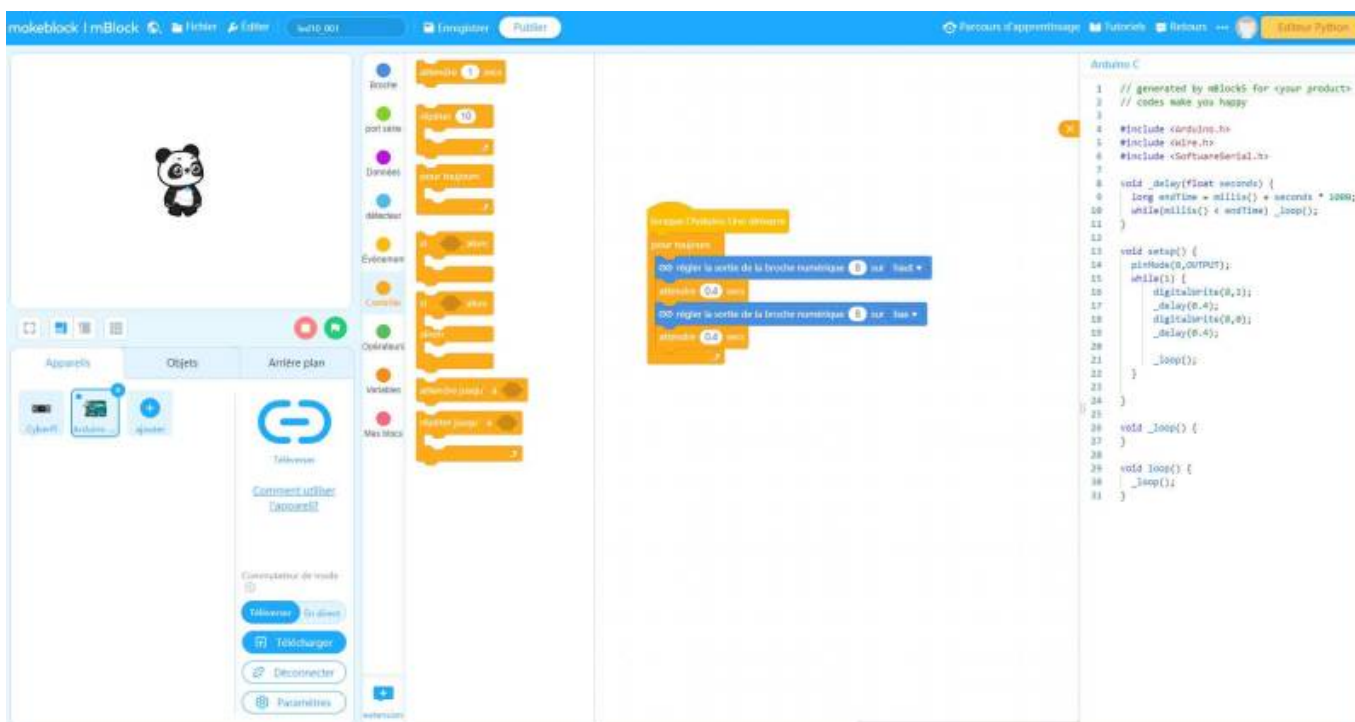 makeblock | mBlock
Fichier
Éditer
led10_001
Enregistrer
Publier
Parcours d'apprentissage
Tutoriels
Retours
Editeur Python
Broche
port série
Données
détecteur
Événement
Contrôle
Opérateurs
Variables
Mes blocs
extension
attendre 1 secs
répéter 10
pour toujours
si alors
si alors
sinon
attendre jusqu' à
répéter jusqu' à
lorsque l'Arduino Uno démarre
pour toujours
régler la sortie de la broche numérique 8 sur haut
attendre 0.4 secs
régler la sortie de la broche numérique 8 sur bas
attendre 0.4 secs
Appareils
Objets
Arrière plan
CyberPi
Arduino ...
ajouter
Téléverser
Comment utiliser
l'appareil?
Commutateur de mode
Téléverser
En direct
Télécharger
Déconnecter
Paramètres
Arduino C
1 // generated by mBlock5 for <your product>
2 // codes make you happy
3
4 #include <Arduino.h>
5 #include <Wire.h>
6 #include <SoftwareSerial.h>
7
8 void _delay(float seconds) {
9 long endTime = millis() + seconds * 1000;
10 while(millis() < endTime) _loop();
11 }
12
13 void setup() {
14 pinMode(8,OUTPUT);
15 while(1) {
16 digitalWrite(8,1);
17 _delay(0.4);
18 digitalWrite(8,0);
19 _delay(0.4);
20
21 _loop();
22 }
23
24 }
25
26 void _loop() {
27 }
28
29 void loop() {
30 _loop();
31 }